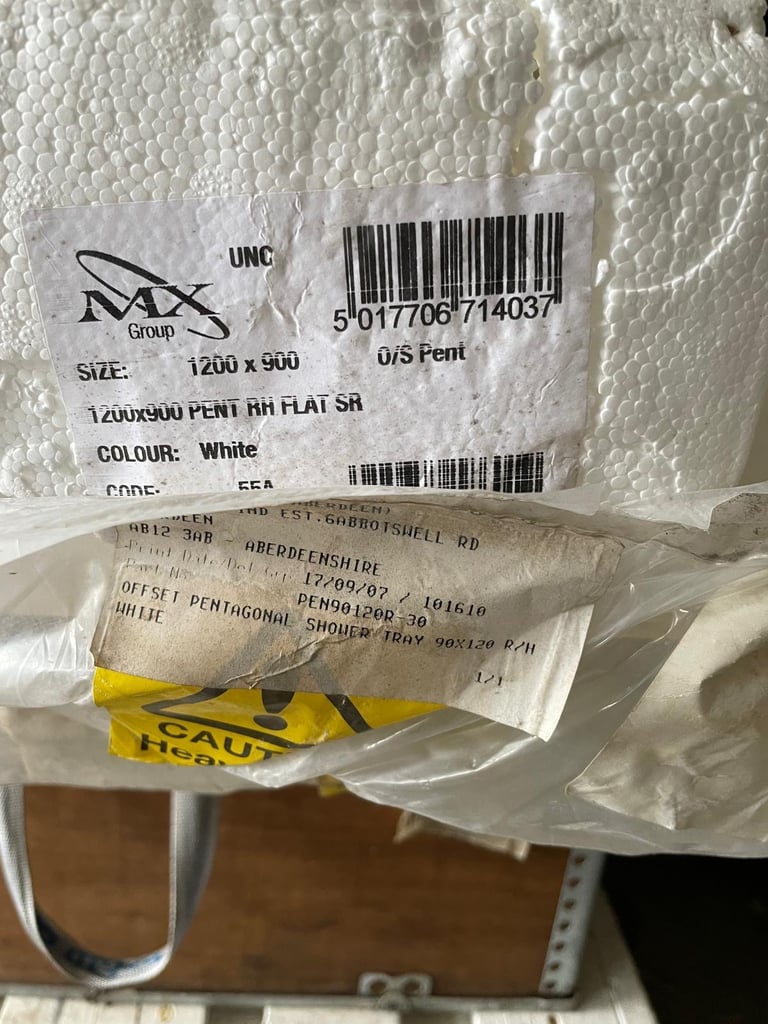 UNC
MX
Group
5 017706 714037
SIZE: 1200 x 900 O/S Pent
1200x900 PENT RH FLAT SR
COLOUR: White
CODE: 55A
IND EST.6ABBOTSWELL RD
AB12 3AB - ABERDEENSHIRE
17/09/07 / 101610
PEN90120R-30
OFFSET PENTAGONAL SHOWER TRAY 90X120 R/H
WHITE
1/1
CAUT
Hea